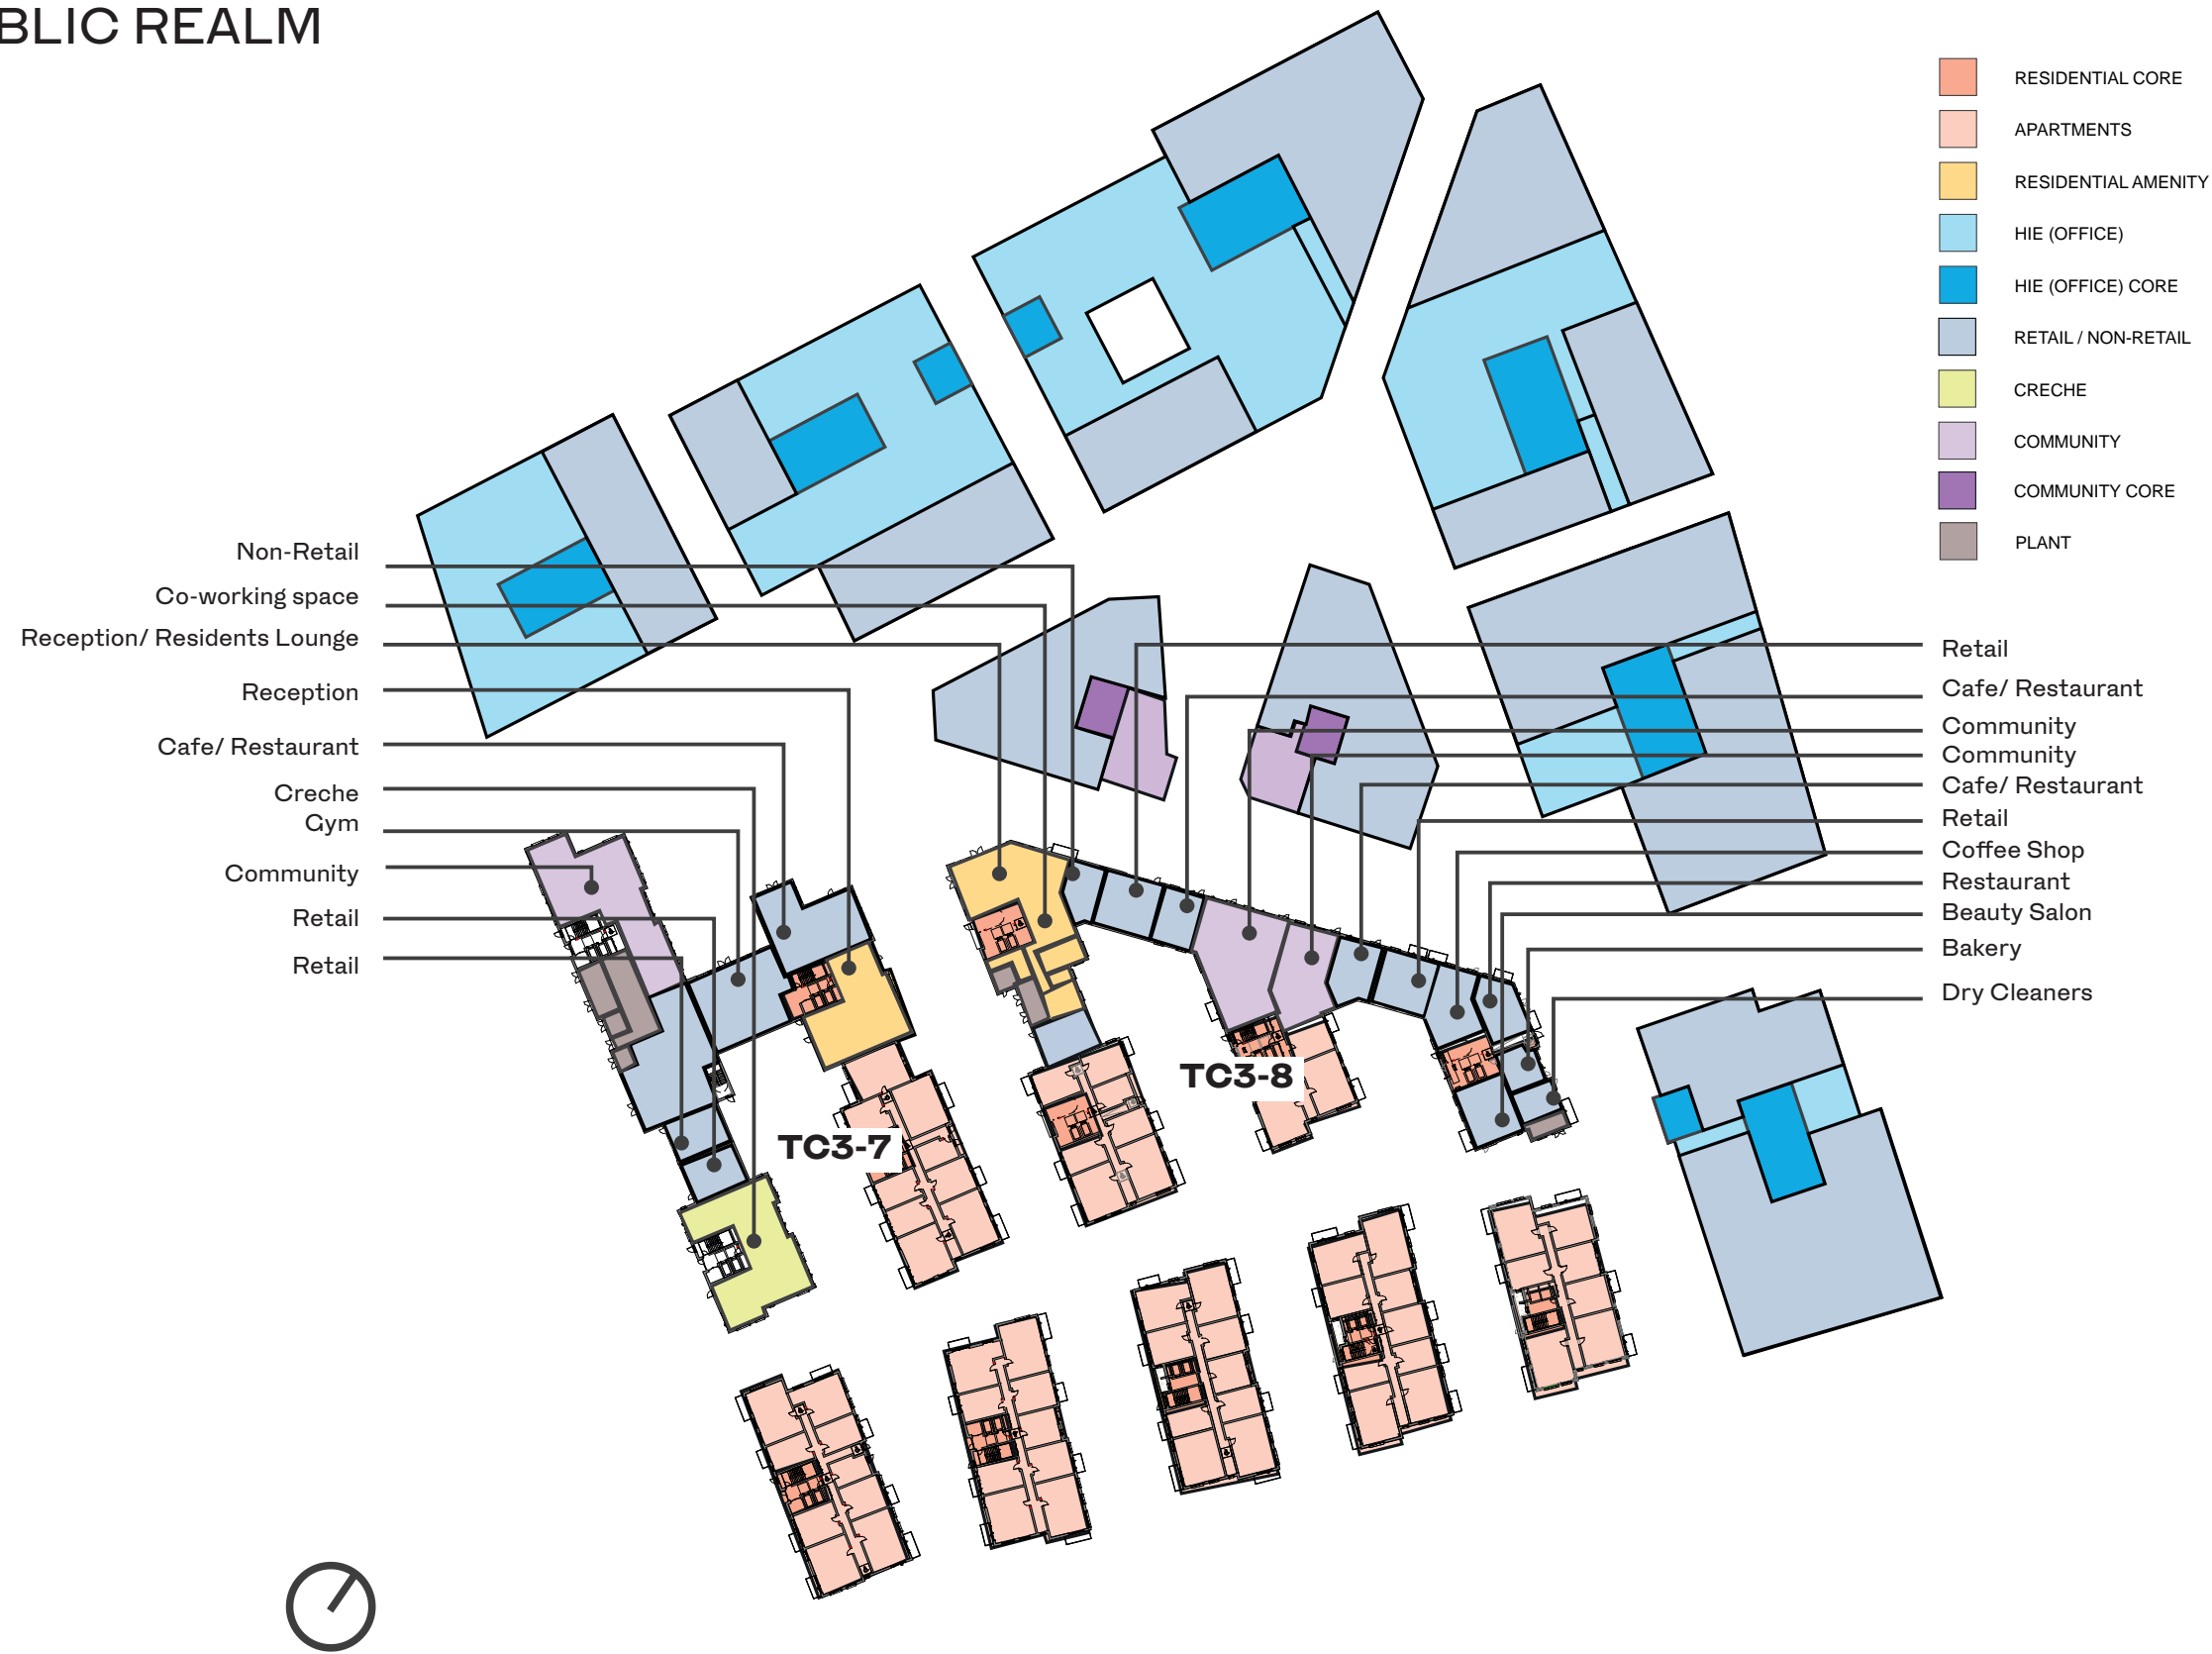 BLIC REALM
RESIDENTIAL CORE
APARTMENTS
RESIDENTIAL AMENITY
HIE (OFFICE)
HIE (OFFICE) CORE
RETAIL / NON-RETAIL
CRECHE
COMMUNITY
COMMUNITY CORE
PLANT
Non-Retail
Co-working space
Reception/ Residents Lounge
Reception
Cafe/ Restaurant
Creche
Gym
Community
Retail
Retail
Retail
Cafe/ Restaurant
Community
Community
Cafe/ Restaurant
Retail
Coffee Shop
Restaurant
Beauty Salon
Bakery
Dry Cleaners
TC3-8
TC3-7